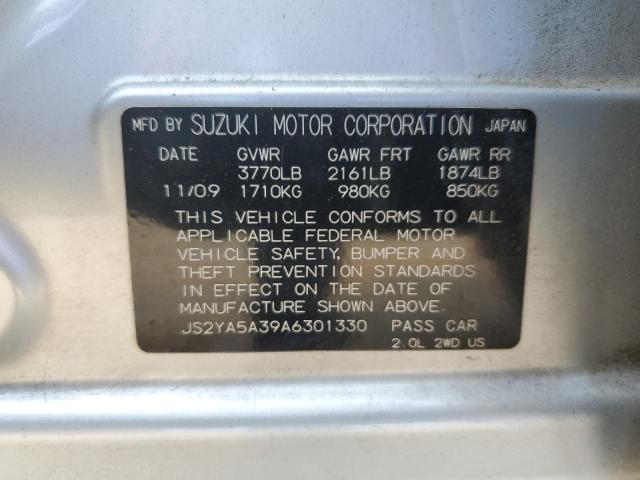 MFD BY SUZUKI MOTOR CORPORATION JAPAN
DATE GVWR GAWR FRT GAWR RR
3770LB 2161LB 1874LB
11/09 1710KG 980KG 850KG
THIS VEHICLE CONFORMS TO ALL
APPLICABLE FEDERAL MOTOR
VEHICLE SAFETY, BUMPER AND
THEFT PREVENTION STANDARDS
IN EFFECT ON THE DATE OF
MANUFACTURE SHOWN ABOVE.
JS2YA5A39A6301330 PASS CAR
2.0L 2WD US